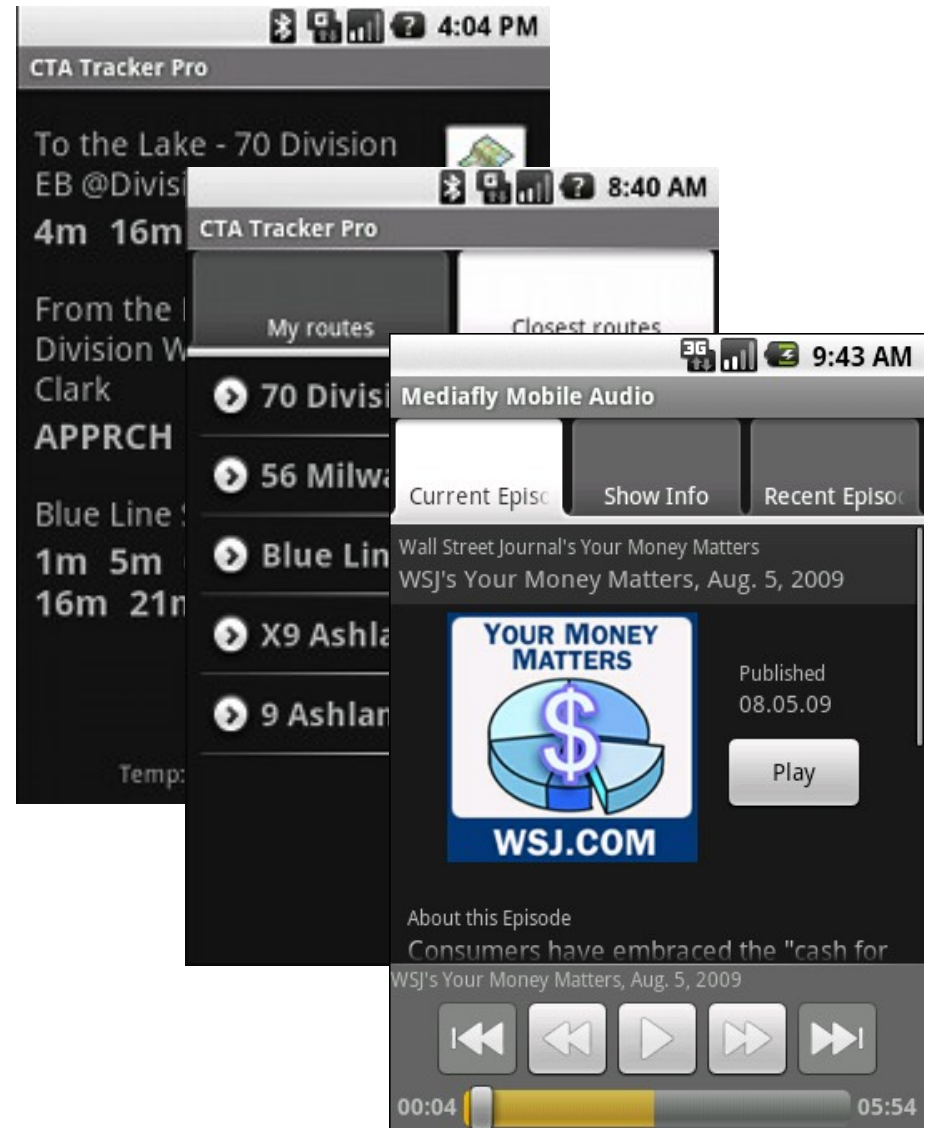 4:04 PM
CTA Tracker Pro
To the Lake - 70 Division
EB @Divisi
4m 16m
From the
Division W
Clark
APPRCH
Blue Line
1m 5m
16m 21m
Temp:
8:40 AM
CTA Tracker Pro
My routes
Closest routes
70 Divisi
56 Milwa
Blue Lin
X9 Ashla
9 Ashlan
3G 9:43 AM
Mediafly Mobile Audio
Current Episo Show Info Recent Episo
Wall Street Journal's Your Money Matters
WSJ's Your Money Matters, Aug. 5, 2009
YOUR MONEY
MATTERS
$
WSJ.COM
Published
08.05.09
Play
About this Episode
Consumers have embraced the "cash for
WSJ's Your Money Matters, Aug. 5, 2009
00:04 05:54